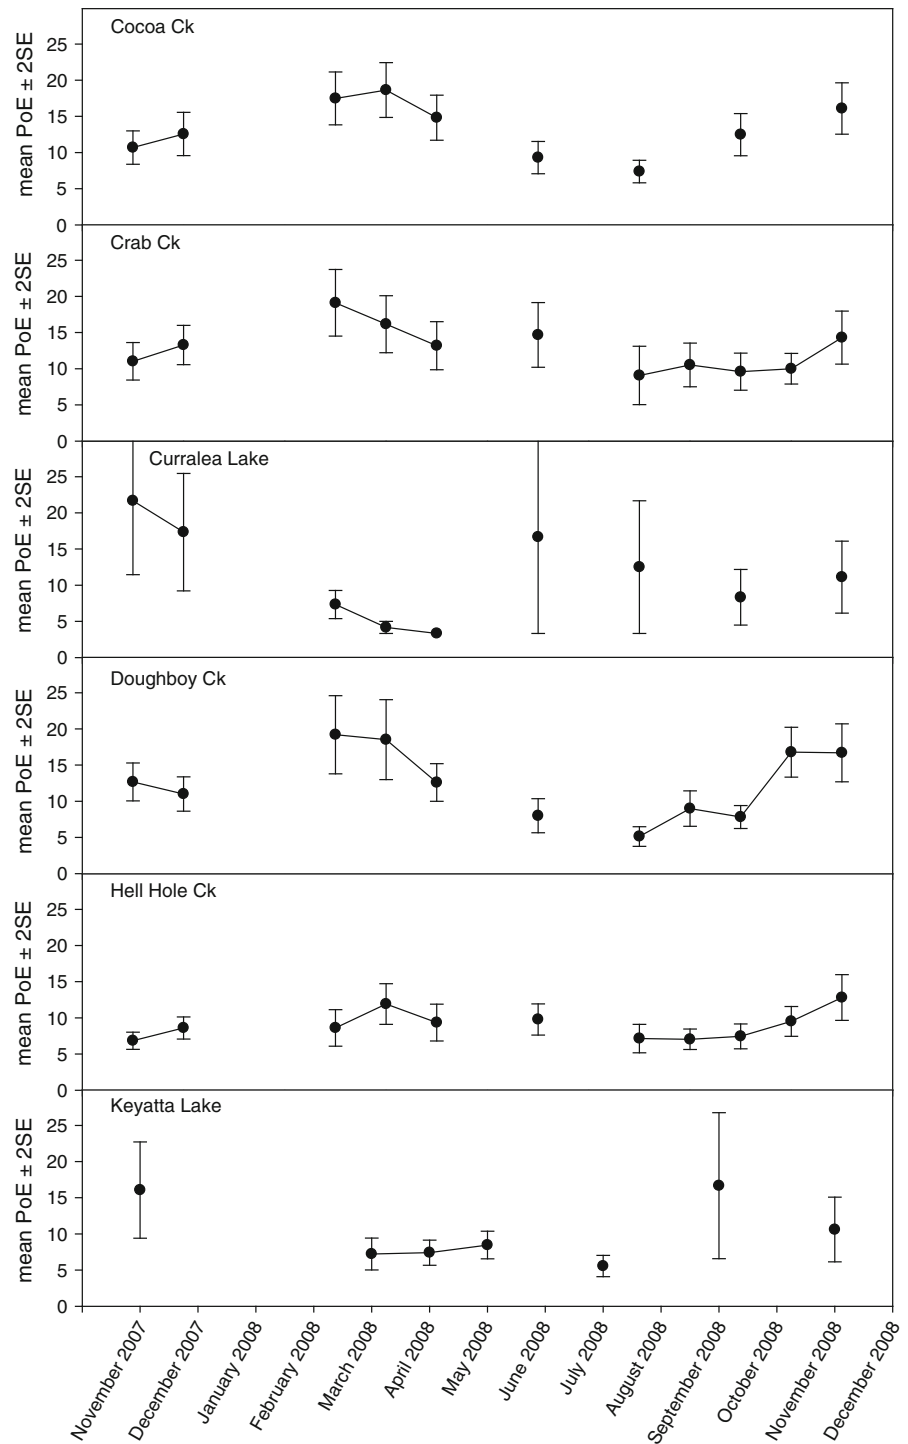 Cocoa Ck
mean PoE ± 2SE
25
20
15
10
5
0
Crab Ck
mean PoE ± 2SE
25
20
15
10
5
0
Curralea Lake
mean PoE ± 2SE
25
20
15
10
5
0
Doughboy Ck
mean PoE ± 2SE
25
20
15
10
5
0
Hell Hole Ck
mean PoE ± 2SE
25
20
15
10
5
0
Keyatta Lake
mean PoE ± 2SE
25
20
15
10
5
0
November 2007
December 2007
January 2008
February 2008
March 2008
April 2008
May 2008
June 2008
July 2008
August 2008
September 2008
October 2008
November 2008
December 2008